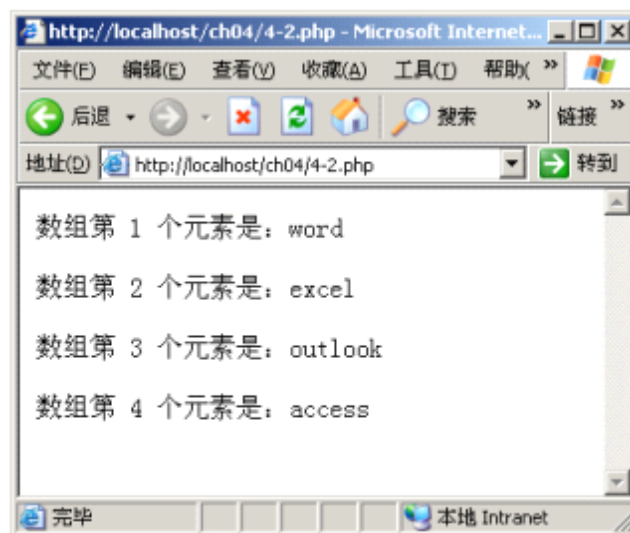 http://localhost/ch04/4-2.php - Microsoft Internet...
文件(F) 编辑(E) 查看(V) 收藏(A) 工具(T) 帮助( »
后退 搜索 » 链接 »
地址(D) http://localhost/ch04/4-2.php 转到
数组第 1 个元素是：word
数组第 2 个元素是：excel
数组第 3 个元素是：outlook
数组第 4 个元素是：access
完毕 本地 Intranet